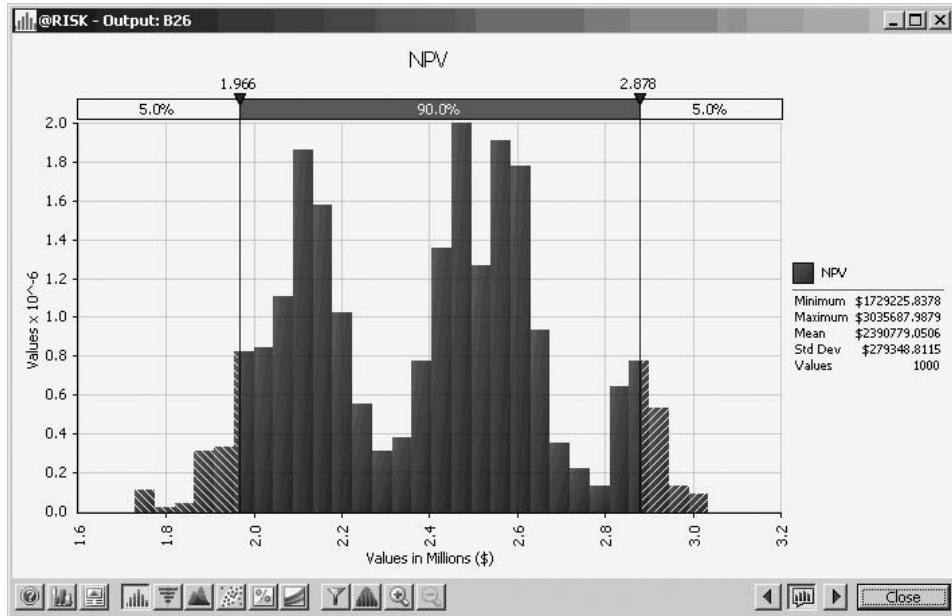 @RISK - Output: B26
NPV
1.966 2.878
5.0% 90.0% 5.0%
2.0
1.8
1.6
1.4
1.2
1.0
0.8
0.6
0.4
0.2
0.0
Values x 10^-6
1.6 1.8 2.0 2.2 2.4 2.6 2.8 3.0 3.2
Values in Millions ($)
NPV
Minimum $1729225.8378
Maximum $3035687.9879
Mean $2390779.0506
Std Dev $279348.8115
Values 1000
Close